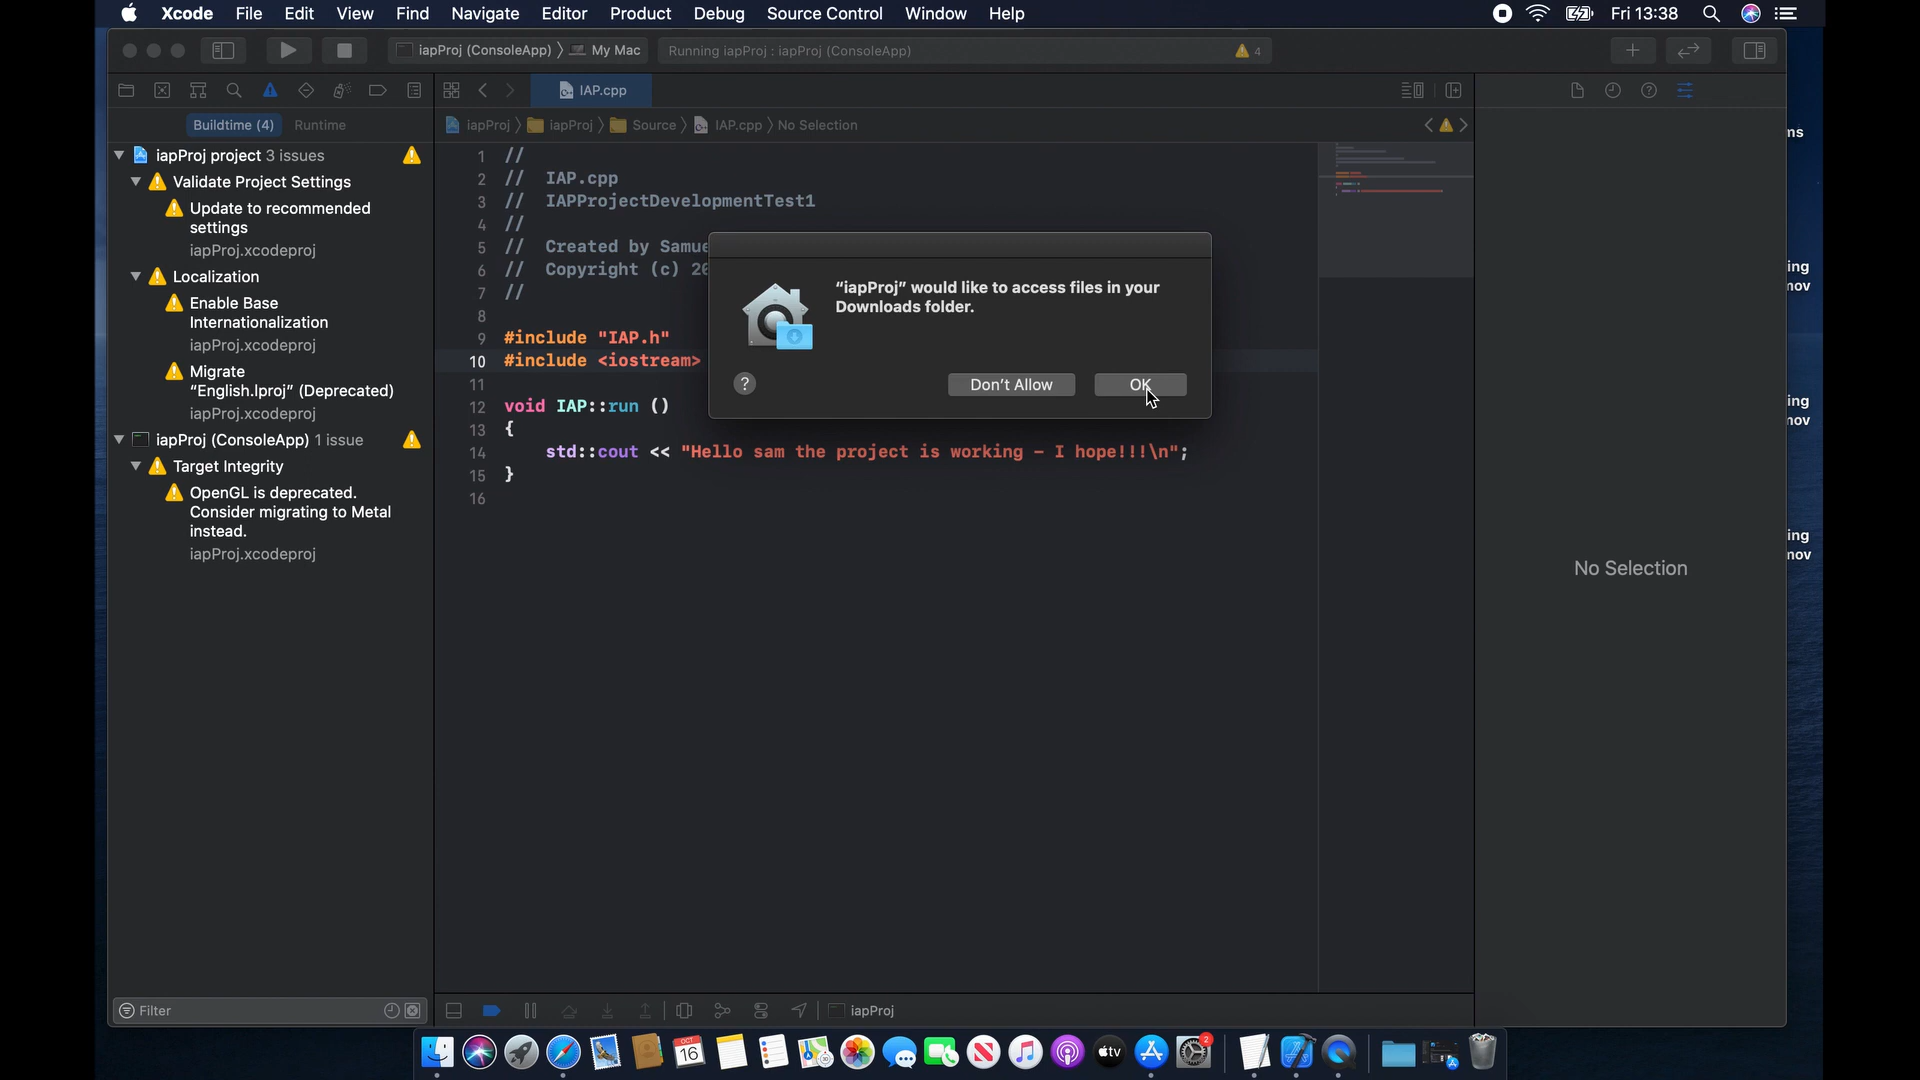 Xcode File Edit View Find Navigate Editor Product Debug Source Control Window Help Fri 13:38
iapProj (ConsoleApp) 〉 My Mac
Running iapProj : iapProj (ConsoleApp)
4
IAP.cpp
Buildtime (4) Runtime
iapProj 〉 iapProj 〉 Source 〉 IAP.cpp 〉 No Selection
iapProj project 3 issues
Validate Project Settings
Update to recommended
settings
iapProj.xcodeproj
Localization
Enable Base
Internationalization
iapProj.xcodeproj
Migrate
“English.lproj” (Deprecated)
iapProj.xcodeproj
iapProj (ConsoleApp) 1 issue
Target Integrity
OpenGL is deprecated.
Consider migrating to Metal
instead.
iapProj.xcodeproj
Filter
1 //
2 // IAP.cpp
3 // IAPProjectDevelopmentTest1
4 //
5 // Created by Samue
6 // Copyright (c) 20
7 //
8
9 #include "IAP.h"
10 #include <iostream>
11
12 void IAP::run ()
13 {
14 std::cout << "Hello sam the project is working - I hope!!!\n";
15 }
16
“iapProj” would like to access files in your
Downloads folder.
?
Don’t Allow
OK
No Selection
ms
ing
mov
ing
mov
ing
mov
iapProj
OCT
16
tv
2